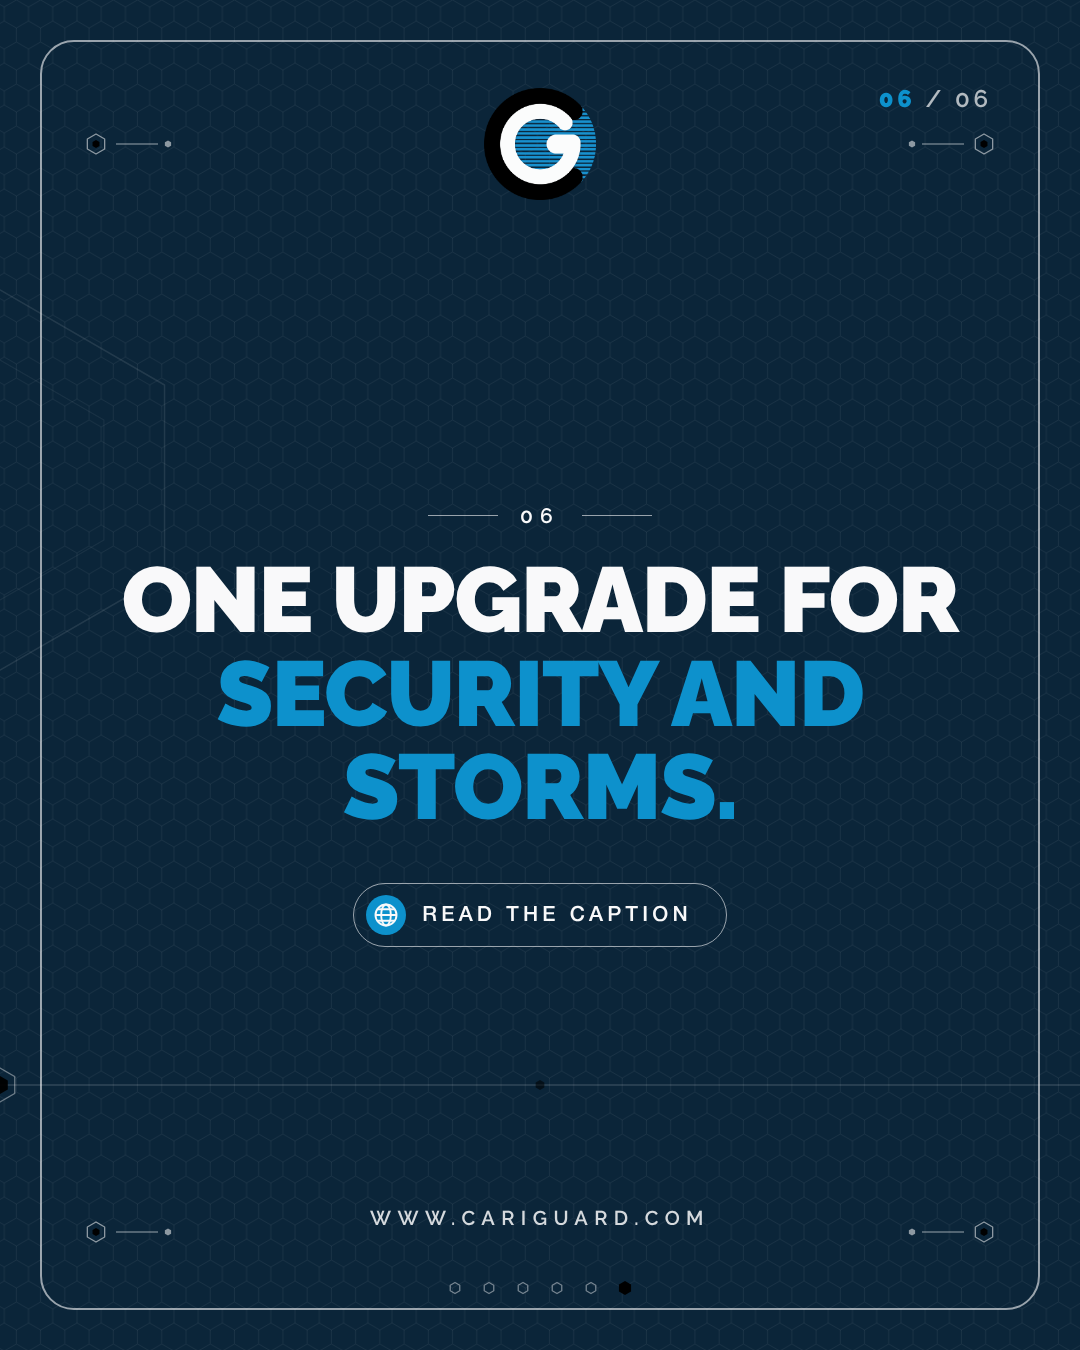 06 / 06
06
ONE UPGRADE FOR
SECURITY AND
STORMS.
READ THE CAPTION
WWW.CARIGUARD.COM